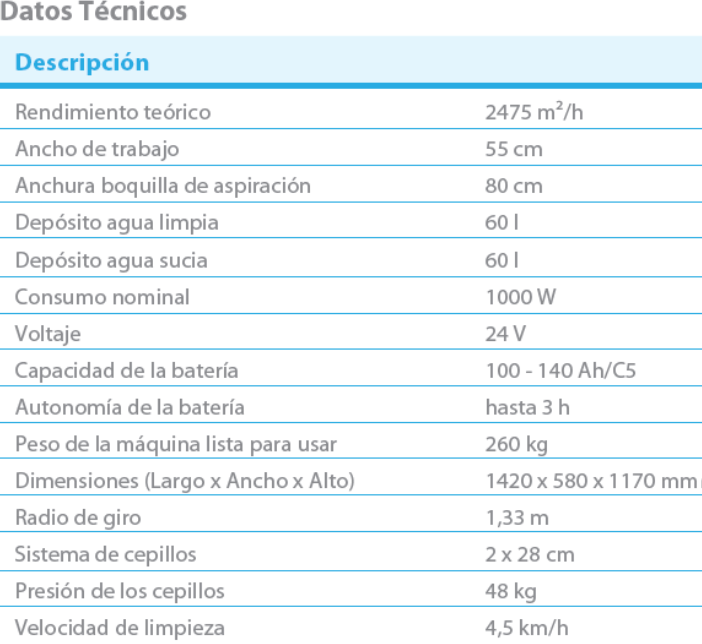 Datos Técnicos
Descripción
Rendimiento teórico 2475 m²/h
Ancho de trabajo 55 cm
Anchura boquilla de aspiración 80 cm
Depósito agua limpia 60 l
Depósito agua sucia 60 l
Consumo nominal 1000 W
Voltaje 24 V
Capacidad de la batería 100 - 140 Ah/C5
Autonomía de la batería hasta 3 h
Peso de la máquina lista para usar 260 kg
Dimensiones (Largo x Ancho x Alto) 1420 x 580 x 1170 mm
Radio de giro 1,33 m
Sistema de cepillos 2 x 28 cm
Presión de los cepillos 48 kg
Velocidad de limpieza 4,5 km/h